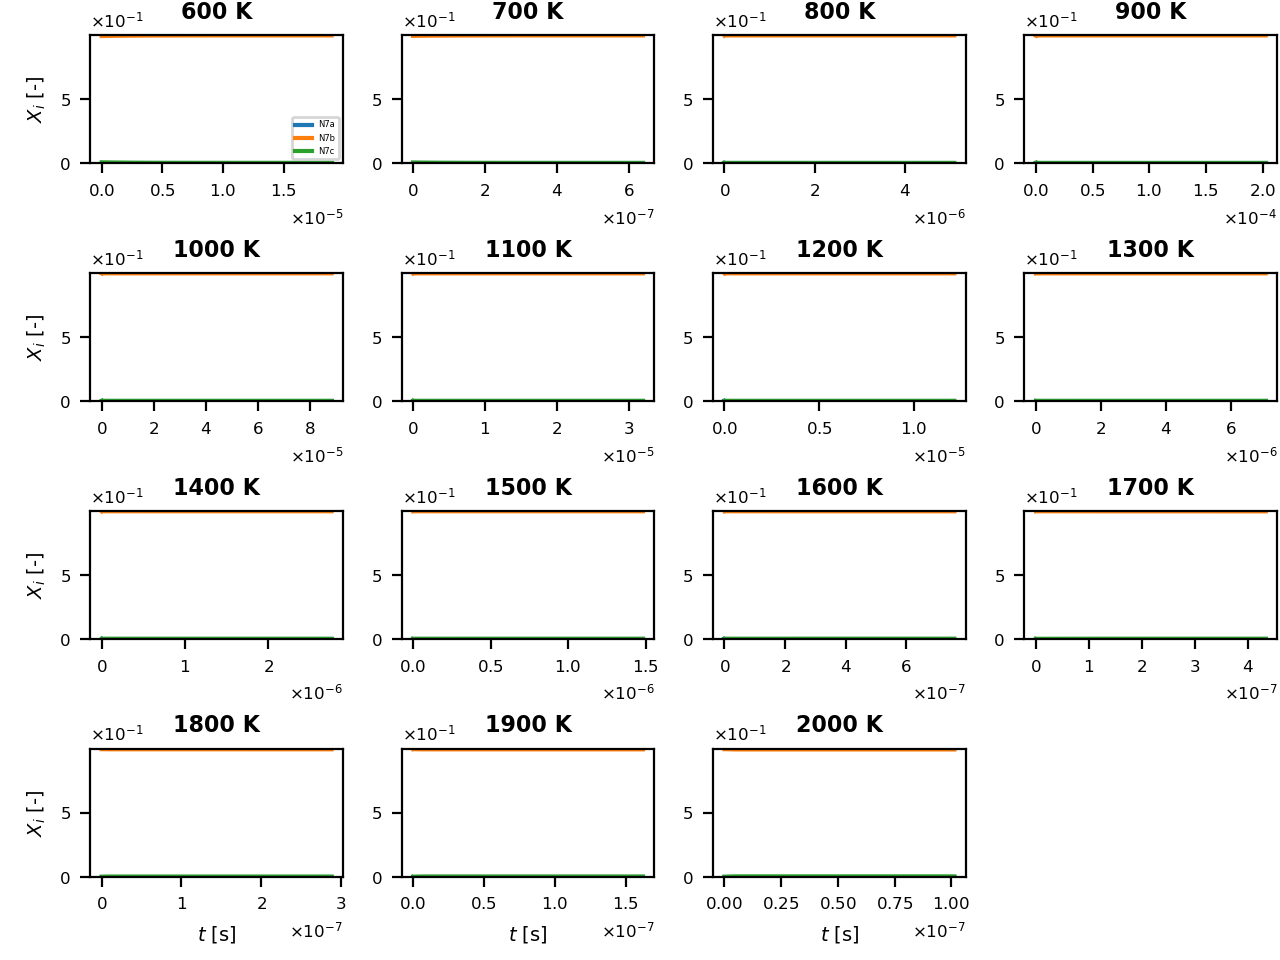 600 K 700 K 800 K 900 K
×10⁻¹ ×10⁻¹ ×10⁻¹ ×10⁻¹
X_i [-]
5 5 5 5
N7a
N7b
N7c
0 0 0 0
0.0 0.5 1.0 1.5 0 2 4 6 0 2 4 0.0 0.5 1.0 1.5 2.0
×10⁻⁵ ×10⁻⁷ ×10⁻⁶ ×10⁻⁴
1000 K 1100 K 1200 K 1300 K
×10⁻¹ ×10⁻¹ ×10⁻¹ ×10⁻¹
X_i [-]
5 5 5 5
0 0 0 0
0 2 4 6 8 0 1 2 3 0.0 0.5 1.0 0 2 4 6
×10⁻⁵ ×10⁻⁵ ×10⁻⁵ ×10⁻⁶
1400 K 1500 K 1600 K 1700 K
×10⁻¹ ×10⁻¹ ×10⁻¹ ×10⁻¹
X_i [-]
5 5 5 5
0 0 0 0
0 1 2 0.0 0.5 1.0 1.5 0 2 4 6 0 1 2 3 4
×10⁻⁶ ×10⁻⁶ ×10⁻⁷ ×10⁻⁷
1800 K 1900 K 2000 K
×10⁻¹ ×10⁻¹ ×10⁻¹
X_i [-]
5 5 5
0 0 0
0 1 2 3 0.0 0.5 1.0 1.5 0.00 0.25 0.50 0.75 1.00
×10⁻⁷ ×10⁻⁷ ×10⁻⁷
t [s] t [s] t [s]